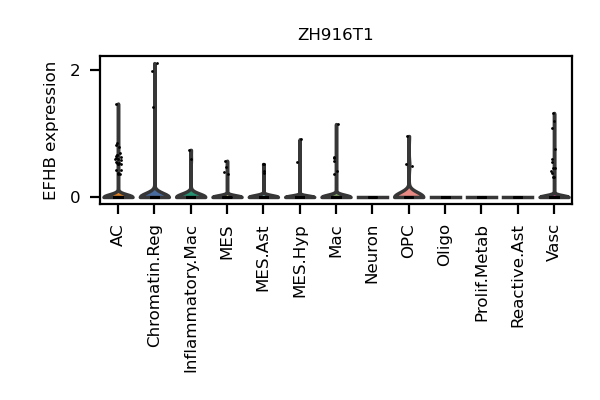 ZH916T1
EFHB expression
2
0
AC
Chromatin.Reg
Inflammatory.Mac
MES
MES.Ast
MES.Hyp
Mac
Neuron
OPC
Oligo
Prolif.Metab
Reactive.Ast
Vasc